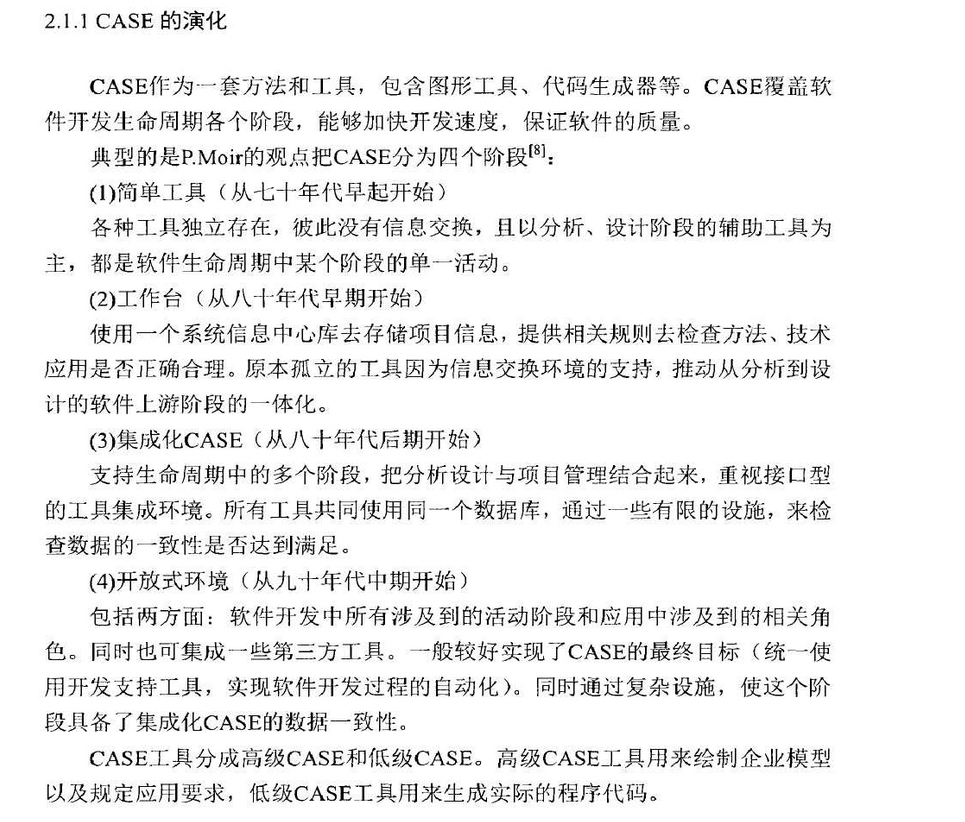 2.1.1 CASE 的演化
CASE作为一套方法和工具，包含图形工具、代码生成器等。CASE覆盖软
件开发生命周期各个阶段，能够加快开发速度，保证软件的质量。
典型的是P.Moir的观点把CASE分为四个阶段[8]：
(1)简单工具（从七十年代早起开始）
各种工具独立存在，彼此没有信息交换，且以分析、设计阶段的辅助工具为
主，都是软件生命周期中某个阶段的单一活动。
(2)工作台（从八十年代早期开始）
使用一个系统信息中心库去存储项目信息，提供相关规则去检查方法、技术
应用是否正确合理。原本孤立的工具因为信息交换环境的支持，推动从分析到设
计的软件上游阶段的一体化。
(3)集成化CASE（从八十年代后期开始）
支持生命周期中的多个阶段，把分析设计与项目管理结合起来，重视接口型
的工具集成环境。所有工具共同使用同一个数据库，通过一些有限的设施，来检
查数据的一致性是否达到满足。
(4)开放式环境（从九十年代中期开始）
包括两方面：软件开发中所有涉及到的活动阶段和应用中涉及到的相关角
色。同时也可集成一些第三方工具。一般较好实现了CASE的最终目标（统一使
用开发支持工具，实现软件开发过程的自动化）。同时通过复杂设施，使这个阶
段具备了集成化CASE的数据一致性。
CASE工具分成高级CASE和低级CASE。高级CASE工具用来绘制企业模型
以及规定应用要求，低级CASE工具用来生成实际的程序代码。